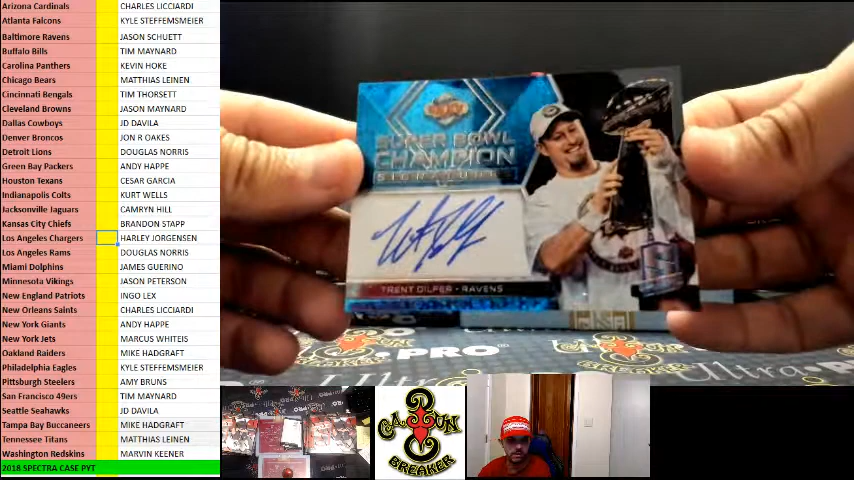 Arizona Cardinals CHARLES LICCIARDI
Atlanta Falcons KYLE STEFFEMSMEIER
Baltimore Ravens JASON SCHUETT
Buffalo Bills TIM MAYNARD
Carolina Panthers KEVIN HOKE
Chicago Bears MATTHIAS LEINEN
Cincinnati Bengals TIM THORSETT
Cleveland Browns JASON MAYNARD
Dallas Cowboys JD DAVILA
Denver Broncos JON R OAKES
Detroit Lions DOUGLAS NORRIS
Green Bay Packers ANDY HAPPE
Houston Texans CESAR GARCIA
Indianapolis Colts KURT WELLS
Jacksonville Jaguars CAMRYN HILL
Kansas City Chiefs BRANDON STAPP
Los Angeles Chargers HARLEY JORGENSEN
Los Angeles Rams DOUGLAS NORRIS
Miami Dolphins JAMES GUERINO
Minnesota Vikings JASON PETERSON
New England Patriots INGO LEX
New Orleans Saints CHARLES LICCIARDI
New York Giants ANDY HAPPE
New York Jets MARCUS WHITEIS
Oakland Raiders MIKE HADGRAFT
Philadelphia Eagles KYLE STEFFEMSMEIER
Pittsburgh Steelers AMY BRUNS
San Francisco 49ers TIM MAYNARD
Seattle Seahawks JD DAVILA
Tampa Bay Buccaneers MIKE HADGRAFT
Tennessee Titans MATTHIAS LEINEN
Washington Redskins MARVIN KEENER
2018 SPECTRA CASE PYT
SUPER BOWL
CHAMPION
SIGNATURES
TRENT DILFER • RAVENS
PRO
Ultra
CAJUN
BREAKER